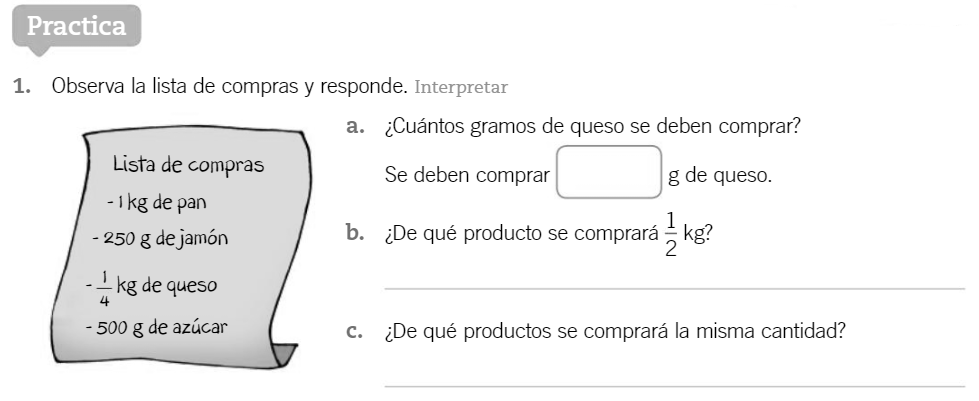 Practica
1. Observa la lista de compras y responde. Interpretar
Lista de compras
- 1 kg de pan
- 250 g de jamón
- 1/4 kg de queso
- 500 g de azúcar
a. ¿Cuántos gramos de queso se deben comprar?
Se deben comprar g de queso.
b. ¿De qué producto se comprará 1/2 kg?
c. ¿De qué productos se comprará la misma cantidad?